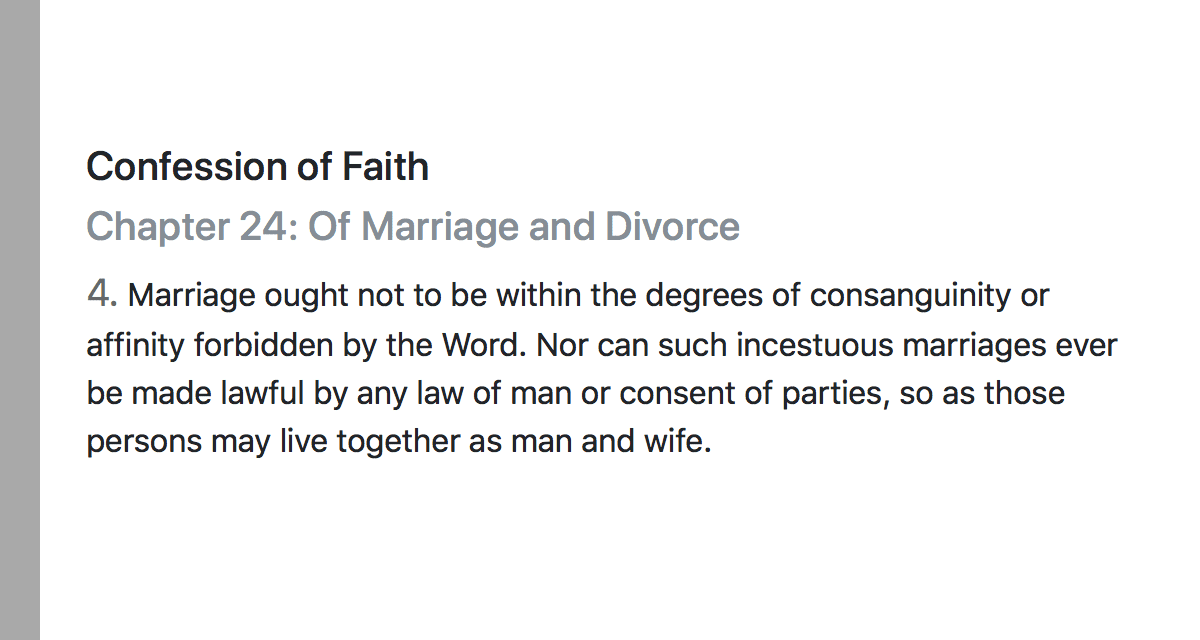 Confession of Faith
Chapter 24: Of Marriage and Divorce
4. Marriage ought not to be within the degrees of consanguinity or
affinity forbidden by the Word. Nor can such incestuous marriages ever
be made lawful by any law of man or consent of parties, so as those
persons may live together as man and wife.